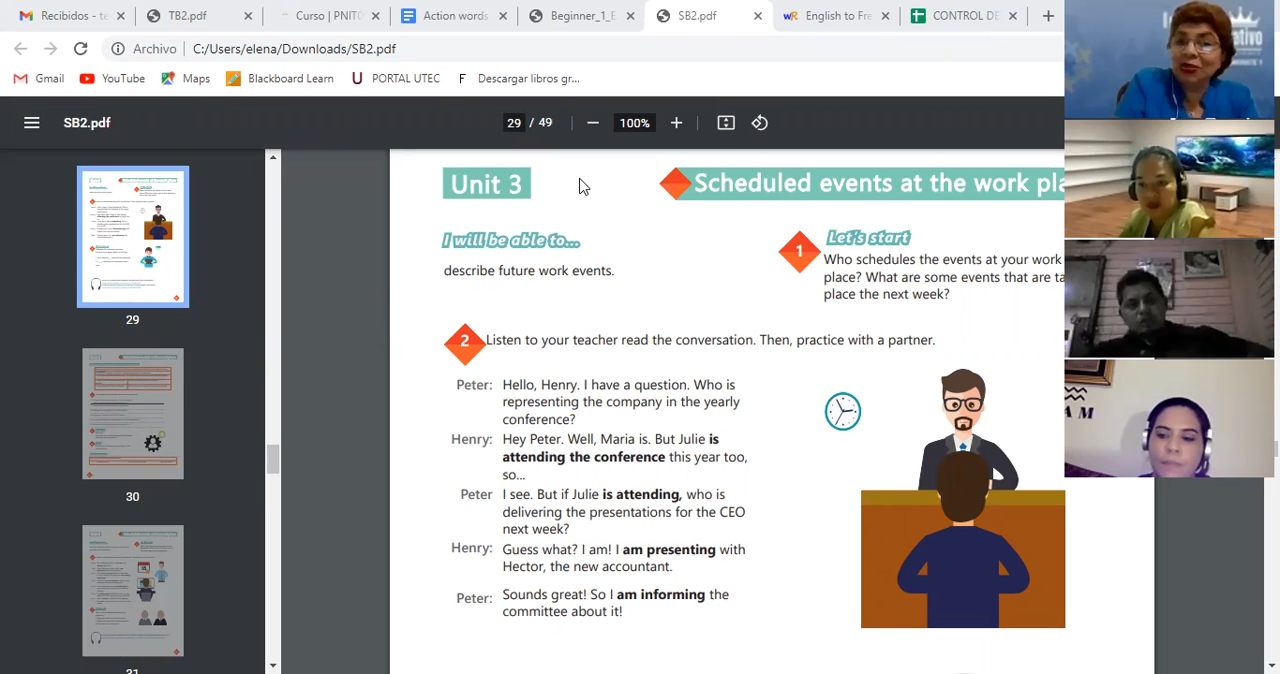 Recibidos - te
TB2.pdf
Curso | PNIT
Action words
Beginner_1_E
SB2.pdf
English to Fre
CONTROL DE
Archivo
C:/Users/elena/Downloads/SB2.pdf
Gmail
YouTube
Maps
Blackboard Learn
PORTAL UTEC
Descargar libros gr...
SB2.pdf
29 / 49
100%
29
30
31
Unit 3
Scheduled events at the work pla
I will be able to...
describe future work events.
1
Let's start
Who schedules the events at your work
place? What are some events that are ta
place the next week?
2
Listen to your teacher read the conversation. Then, practice with a partner.
Peter: Hello, Henry. I have a question. Who is
representing the company in the yearly
conference?
Henry: Hey Peter. Well, Maria is. But Julie is
attending the conference this year too,
so...
Peter I see. But if Julie is attending, who is
delivering the presentations for the CEO
next week?
Henry: Guess what? I am! I am presenting with
Hector, the new accountant.
Peter: Sounds great! So I am informing the
committee about it!